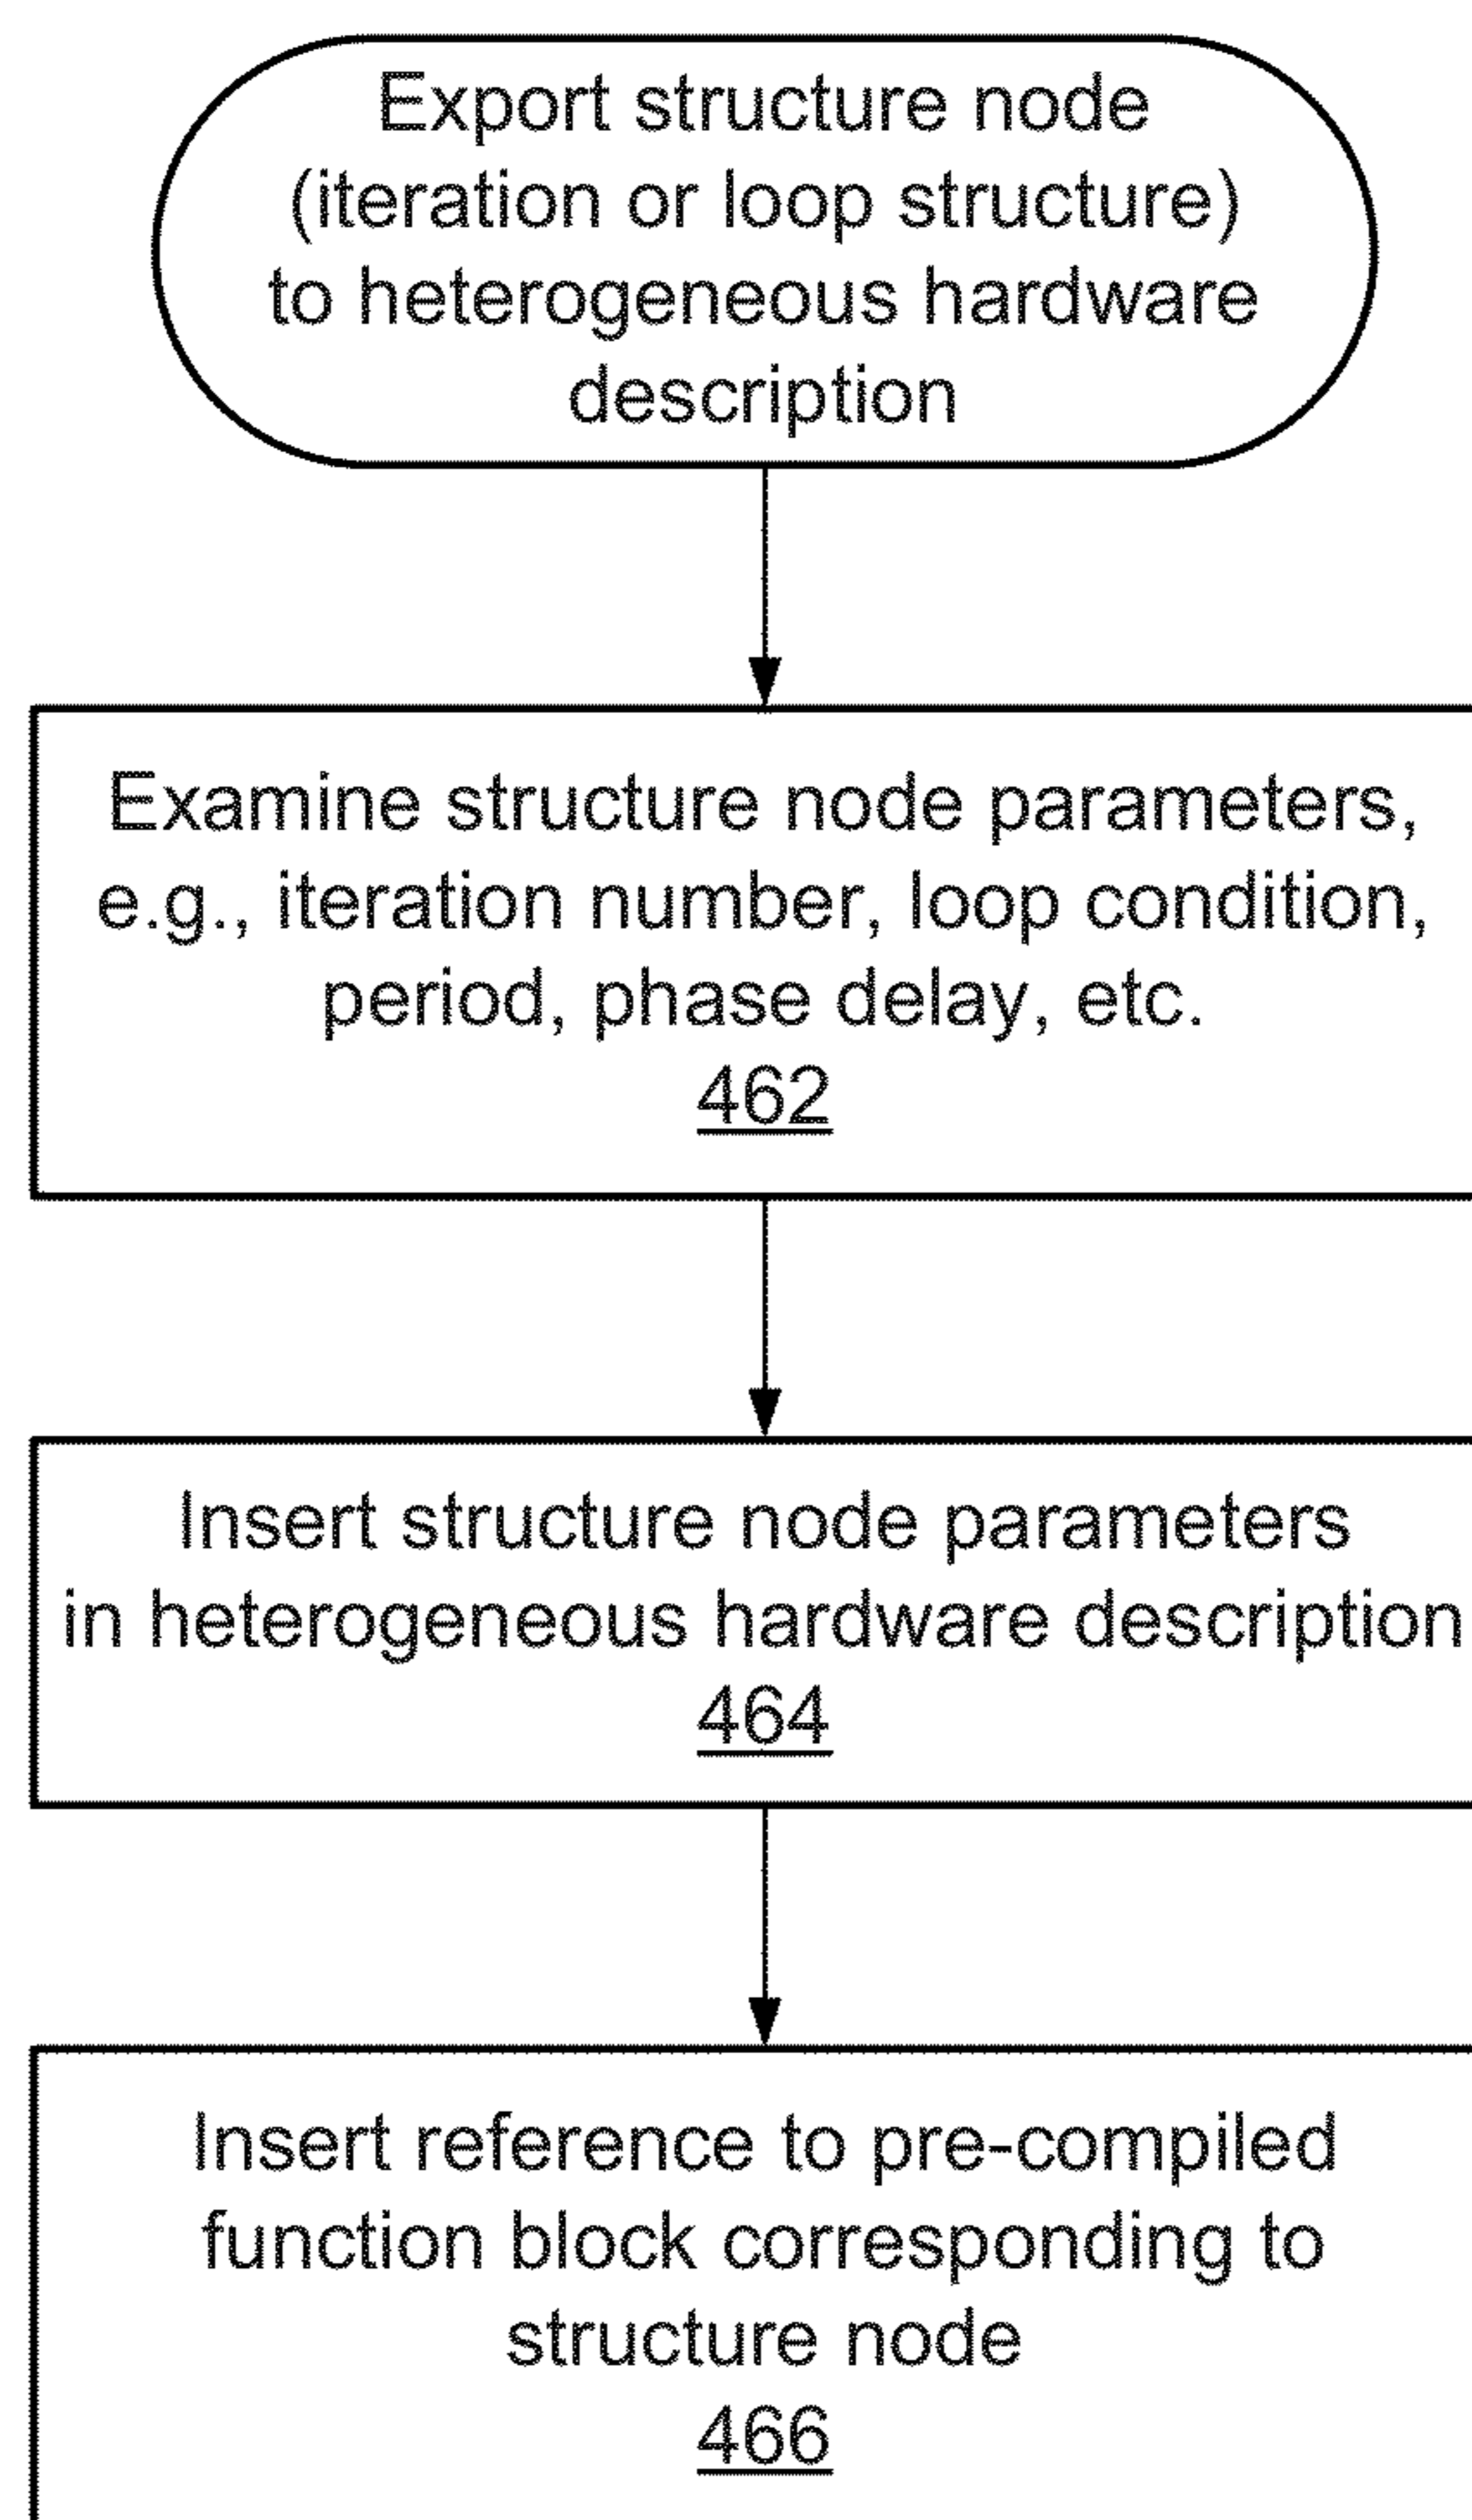 Export structure node
(iteration or loop structure)
to heterogeneous hardware
description
Examine structure node parameters,
e.g., iteration number, loop condition,
period, phase delay, etc.
462
Insert structure node parameters
in heterogeneous hardware description
464
Insert reference to pre-compiled
function block corresponding to
structure node
466